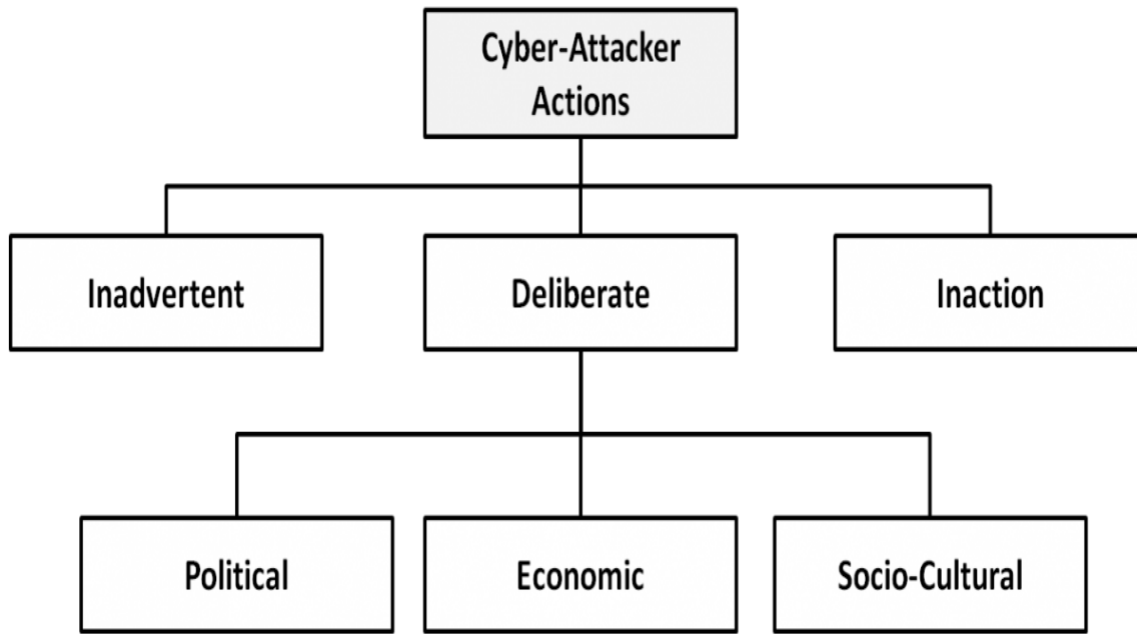 Cyber-Attacker
Actions
Inadvertent
Deliberate
Inaction
Political
Economic
Socio-Cultural